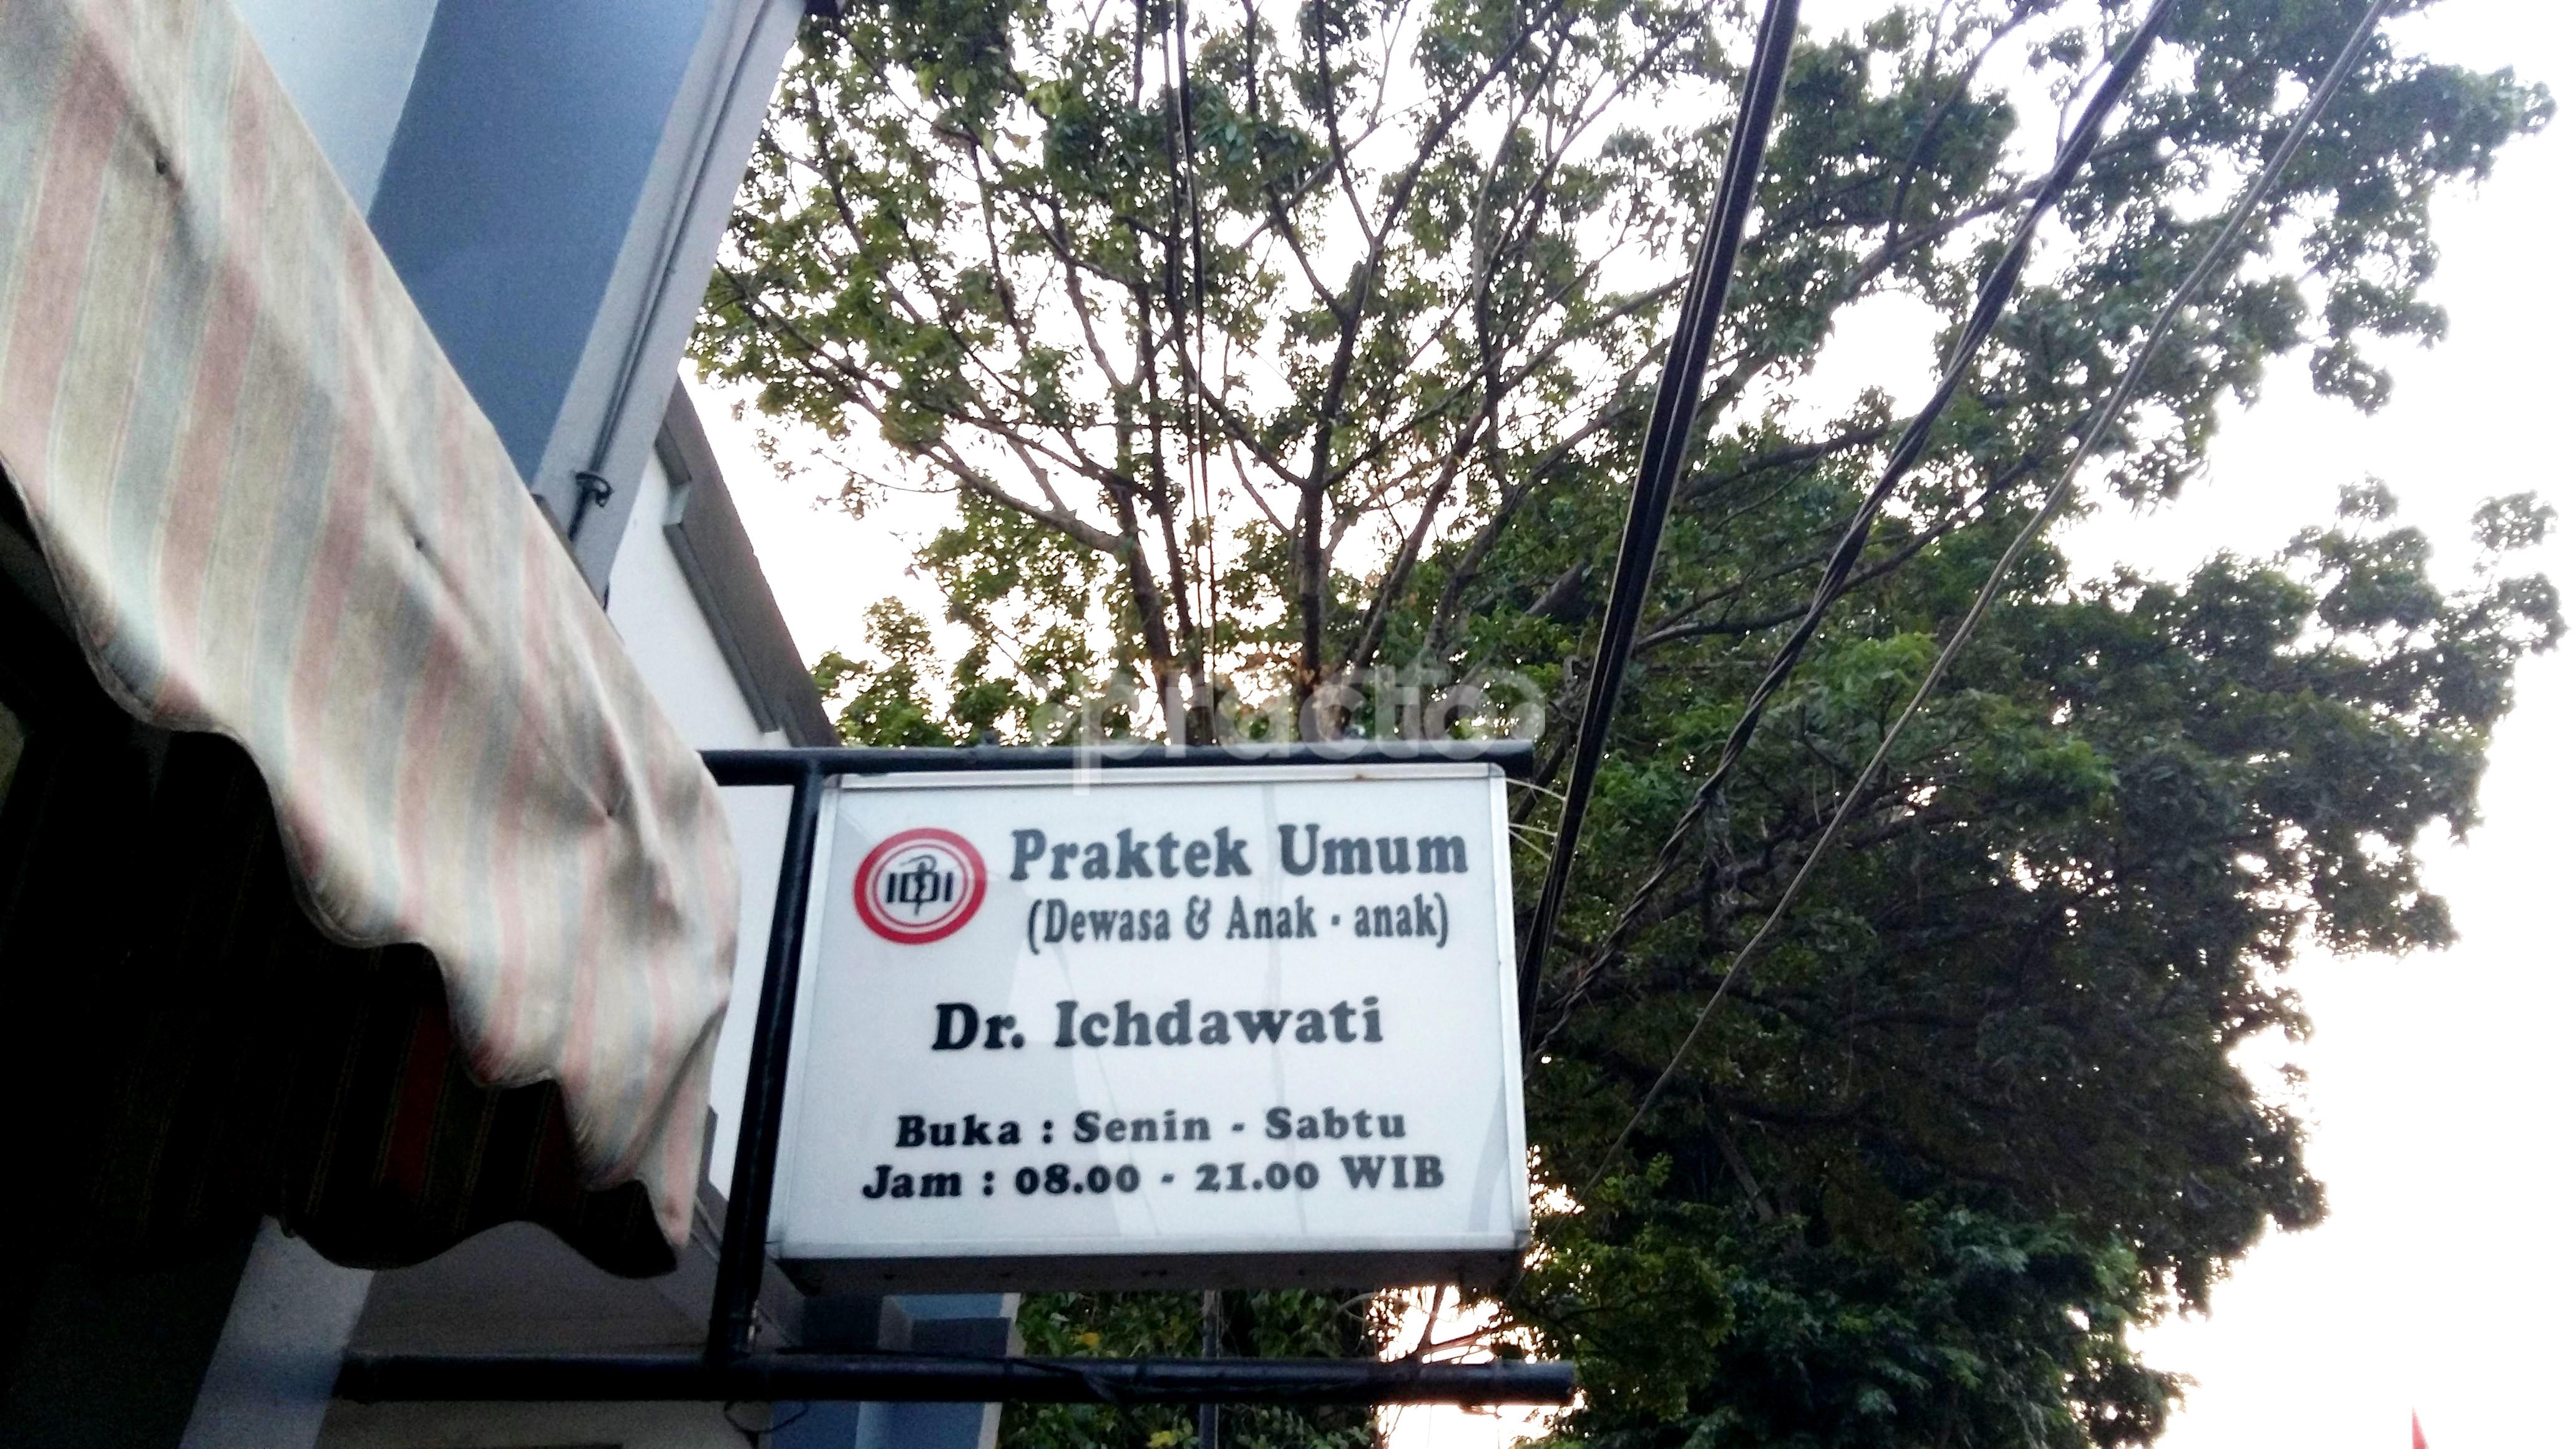 practo
IDI
Praktek Umum
(Dewasa & Anak - anak)
Dr. Ichdawati
Buka : Senin - Sabtu
Jam : 08.00 - 21.00 WIB